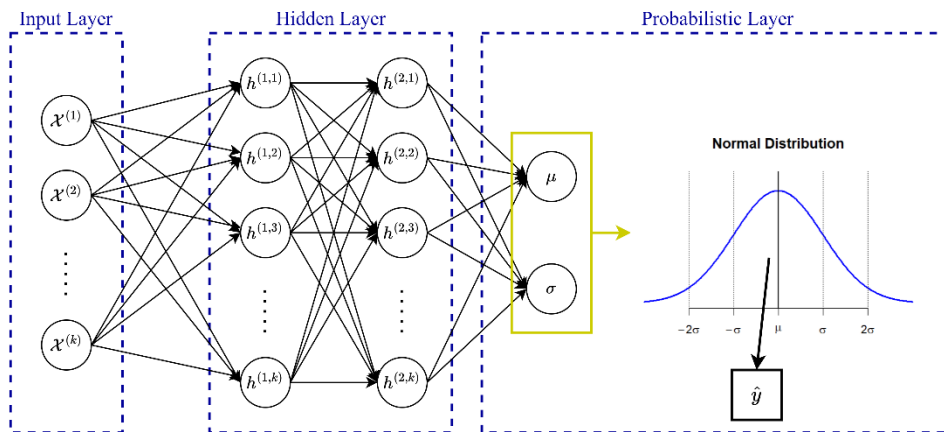 Input Layer
Hidden Layer
Probabilistic Layer
𝒳^(1)
𝒳^(2)
𝒳^(k)
h^(1,1)
h^(1,2)
h^(1,3)
h^(1,k)
h^(2,1)
h^(2,2)
h^(2,3)
h^(2,k)
μ
σ
Normal Distribution
−2σ −σ μ σ 2σ
ŷ